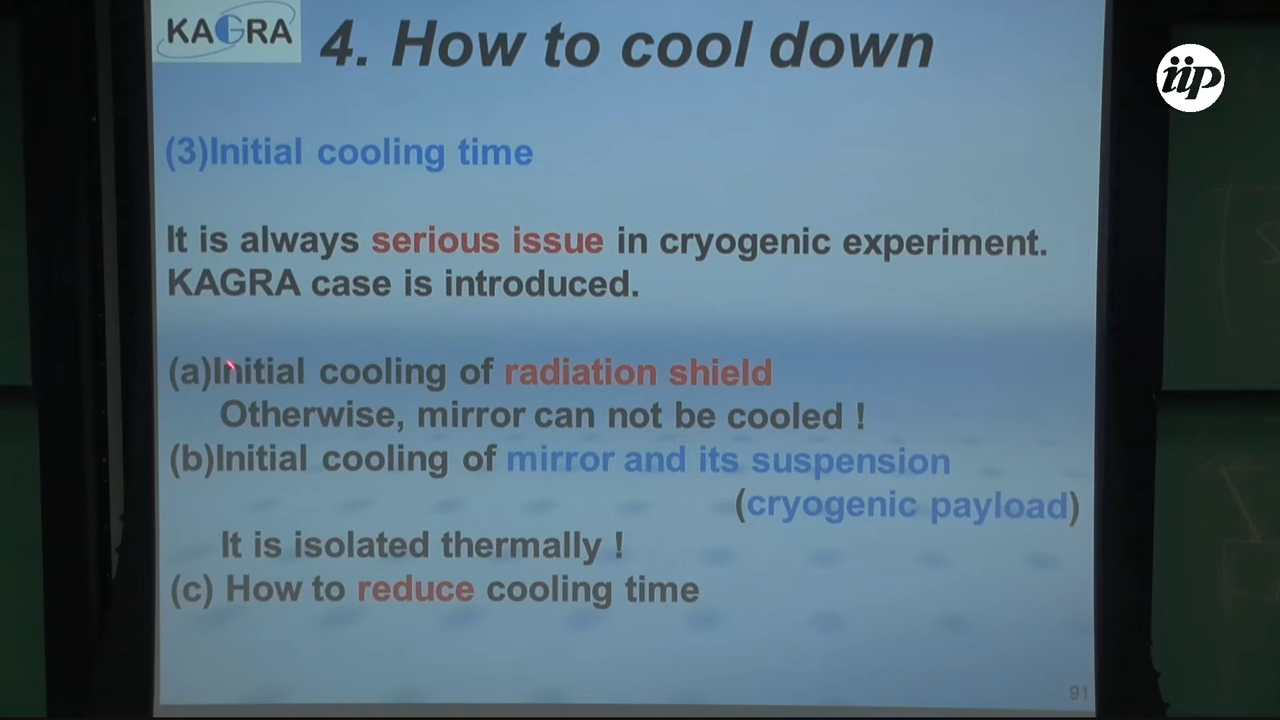 KAGRA
4. How to cool down
iip
(3)Initial cooling time
It is always serious issue in cryogenic experiment.
KAGRA case is introduced.
(a)Initial cooling of radiation shield
Otherwise, mirror can not be cooled !
(b)Initial cooling of mirror and its suspension
(cryogenic payload)
It is isolated thermally !
(c) How to reduce cooling time
91